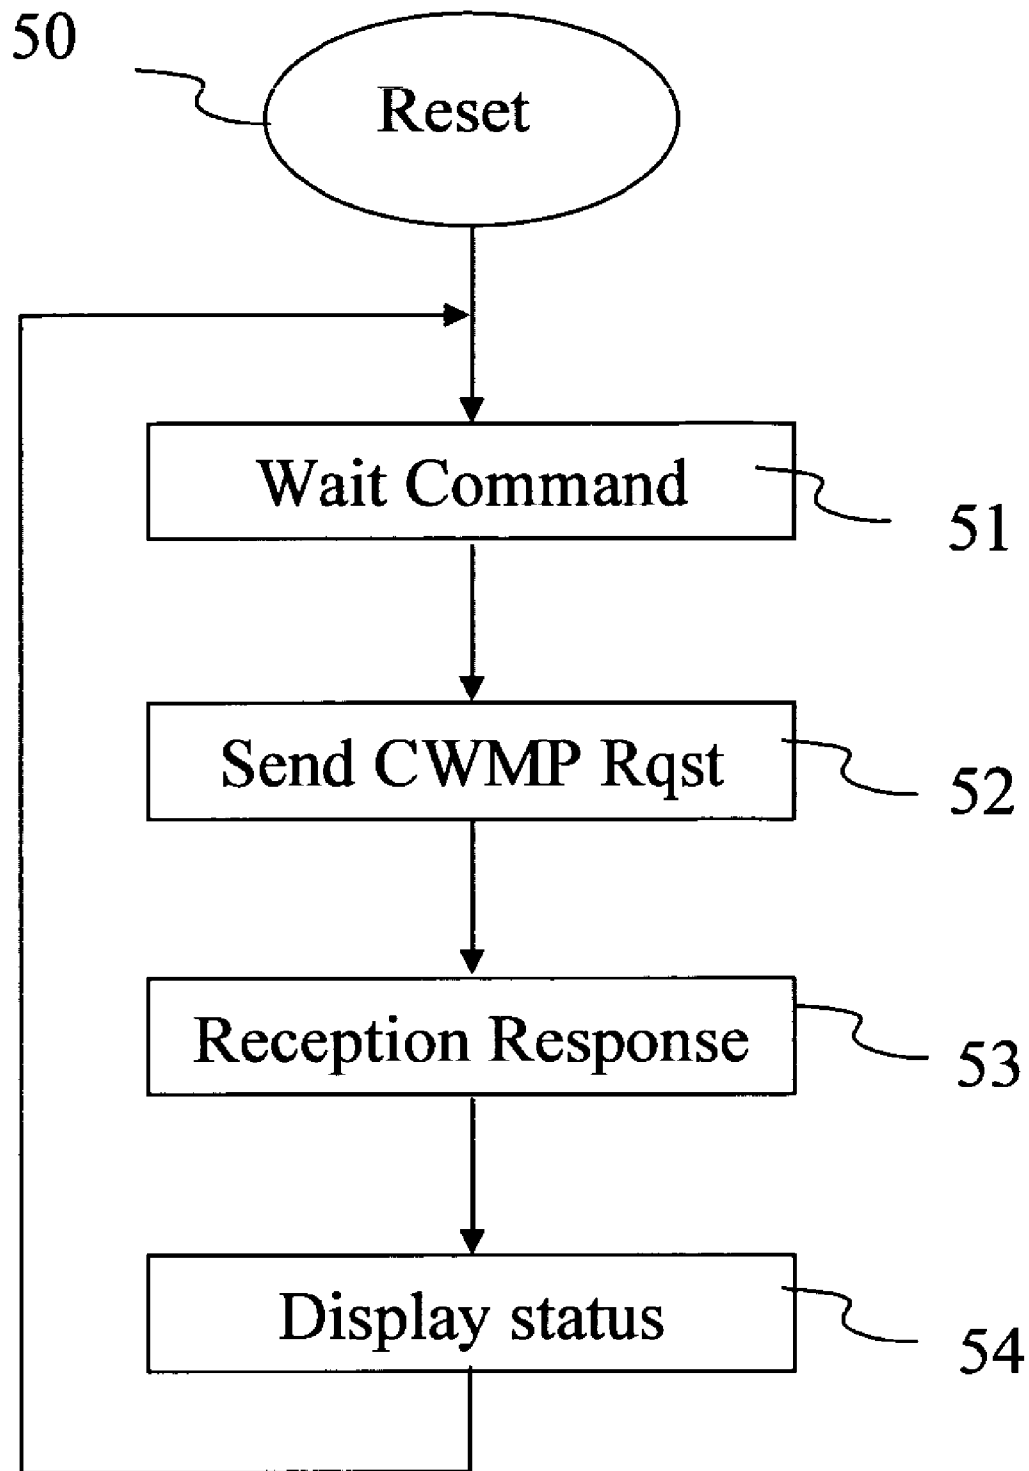 50
Reset
Wait Command
51
Send CWMP Rqst
52
Reception Response
53
Display status
54